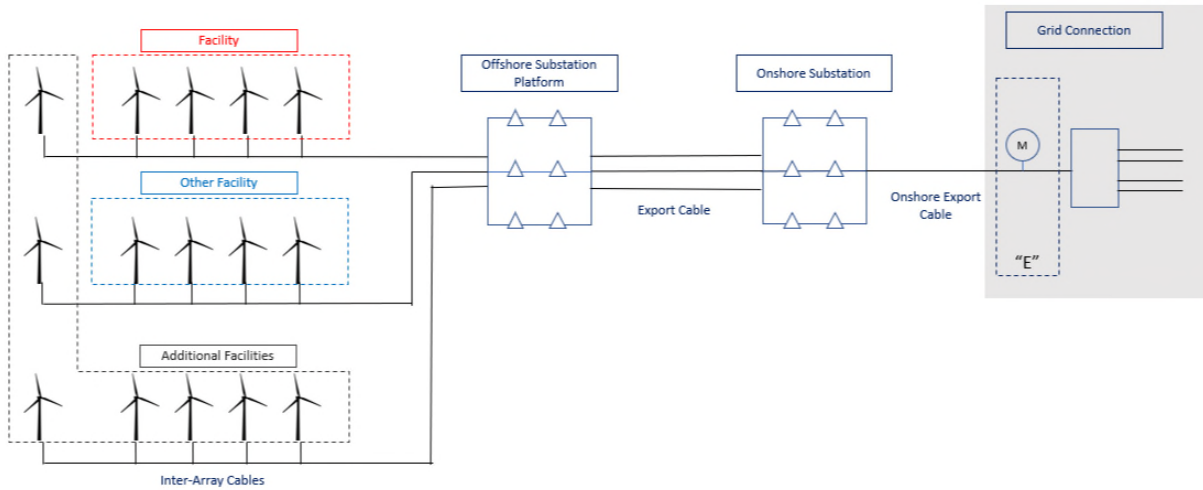 Facility
Offshore Substation
Platform
Onshore Substation
Grid Connection
M
Other Facility
Export Cable
Onshore Export
Cable
“E”
Additional Facilities
Inter-Array Cables